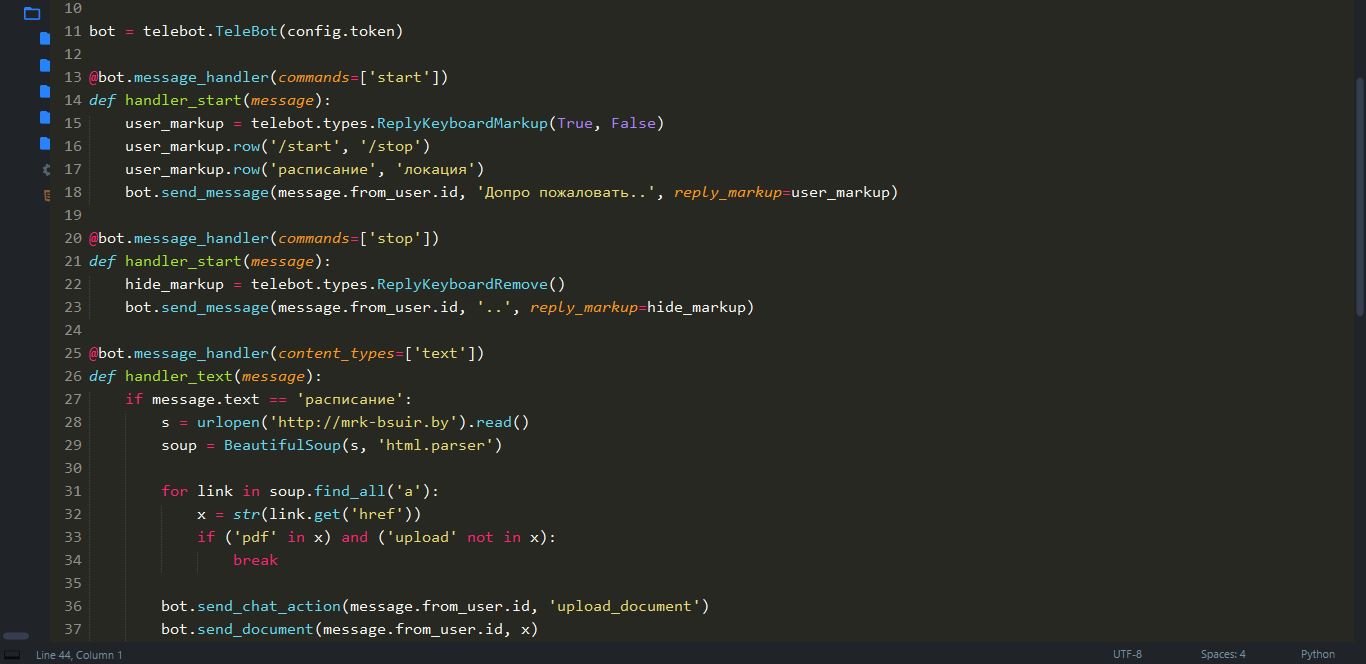 10
11 bot = telebot.TeleBot(config.token)
12
13 @bot.message_handler(commands=['start'])
14 def handler_start(message):
15     user_markup = telebot.types.ReplyKeyboardMarkup(True, False)
16     user_markup.row('/start', '/stop')
17     user_markup.row('расписание', 'локация')
18     bot.send_message(message.from_user.id, 'Допро пожаловать..', reply_markup=user_markup)
19
20 @bot.message_handler(commands=['stop'])
21 def handler_start(message):
22     hide_markup = telebot.types.ReplyKeyboardRemove()
23     bot.send_message(message.from_user.id, '..', reply_markup=hide_markup)
24
25 @bot.message_handler(content_types=['text'])
26 def handler_text(message):
27     if message.text == 'расписание':
28         s = urlopen('http://mrk-bsuir.by').read()
29         soup = BeautifulSoup(s, 'html.parser')
30
31         for link in soup.find_all('a'):
32             x = str(link.get('href'))
33             if ('pdf' in x) and ('upload' not in x):
34                 break
35
36         bot.send_chat_action(message.from_user.id, 'upload_document')
37         bot.send_document(message.from_user.id, x)
Line 44, Column 1 UTF-8 Spaces: 4 Python